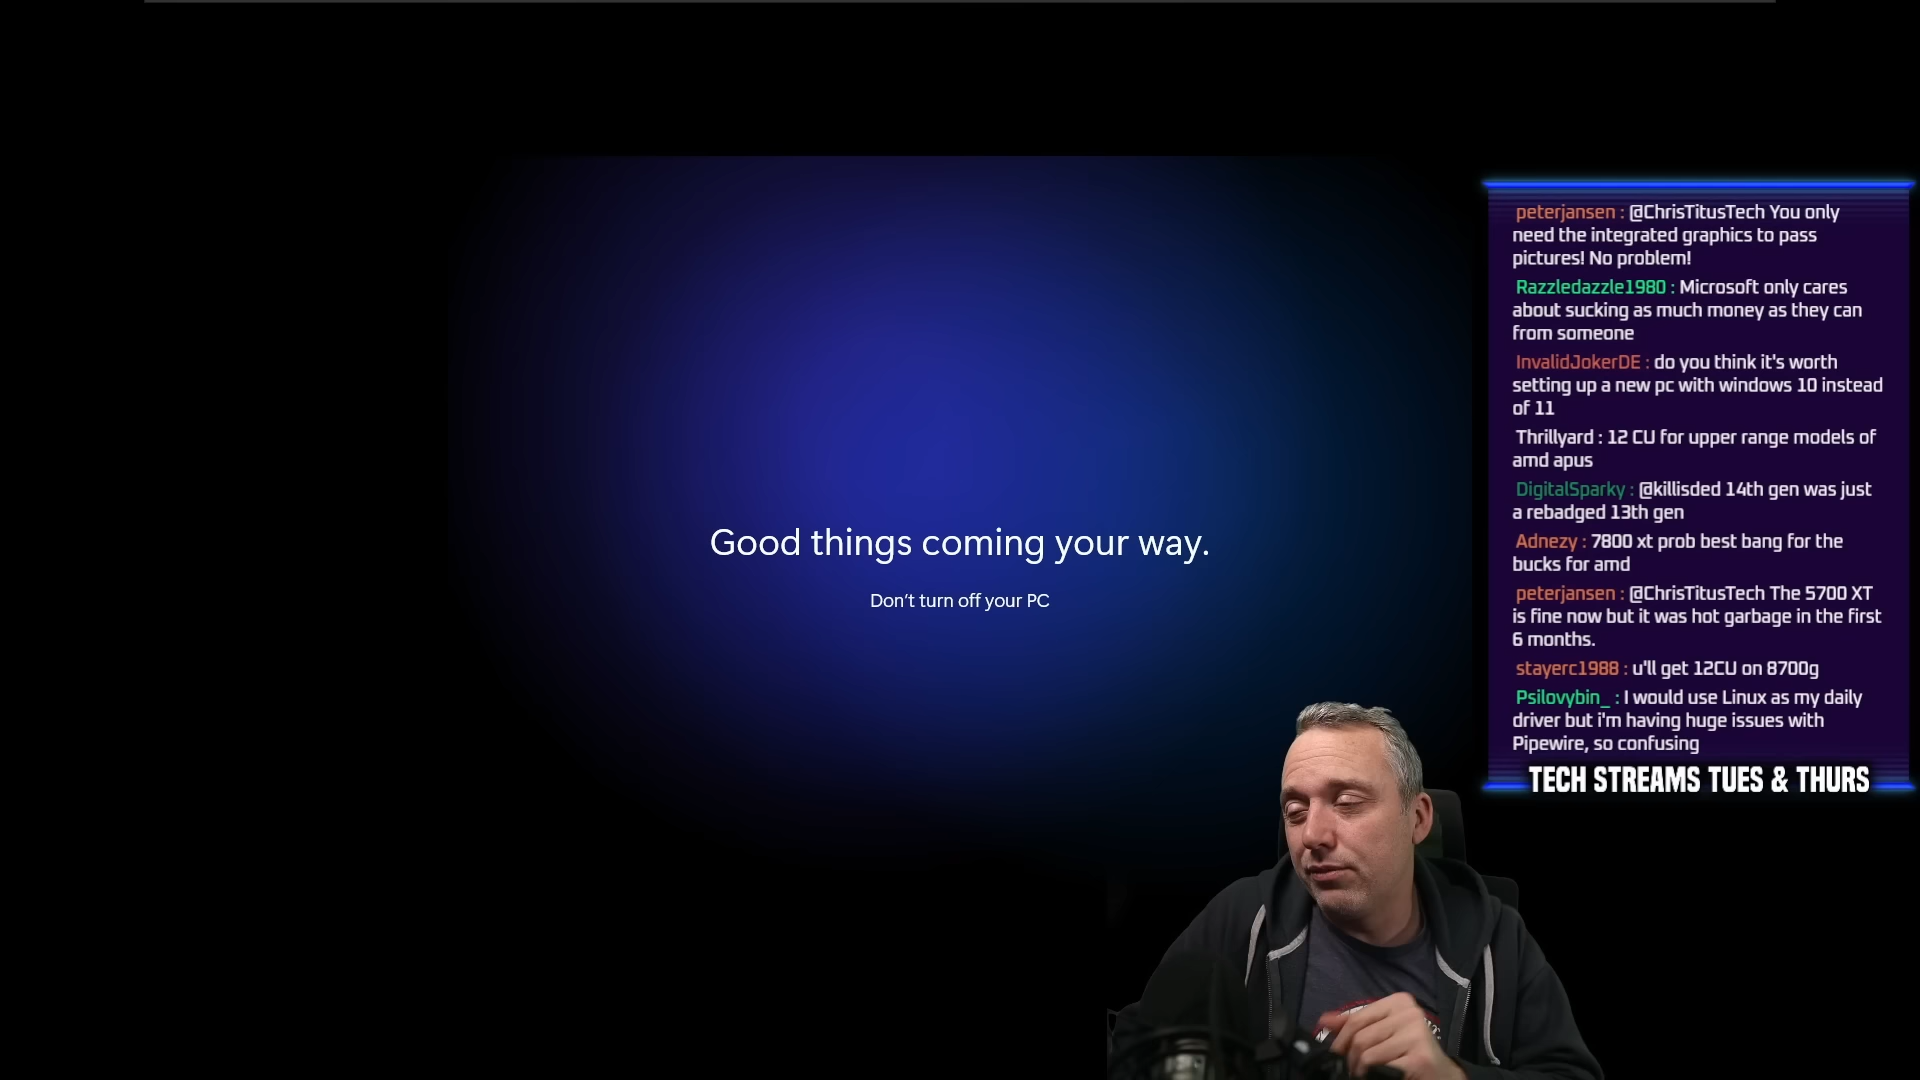 Good things coming your way.
Don't turn off your PC
peterjansen : @ChrisTitusTech You only
need the integrated graphics to pass
pictures! No problem!
Razzledazzle1980 : Microsoft only cares
about sucking as much money as they can
from someone
InvalidJokerDE : do you think it's worth
setting up a new pc with windows 10 instead
of 11
Thrillyard : 12 CU for upper range models of
amd apus
DigitalSparky : @killisded 14th gen was just
a rebadged 13th gen
Adnezy : 7800 xt prob best bang for the
bucks for amd
peterjansen : @ChrisTitusTech The 5700 XT
is fine now but it was hot garbage in the first
6 months.
stayerc1988 : u'll get 12CU on 8700g
Psilovybin_ : I would use Linux as my daily
driver but i'm having huge issues with
Pipewire, so confusing
TECH STREAMS TUES & THURS